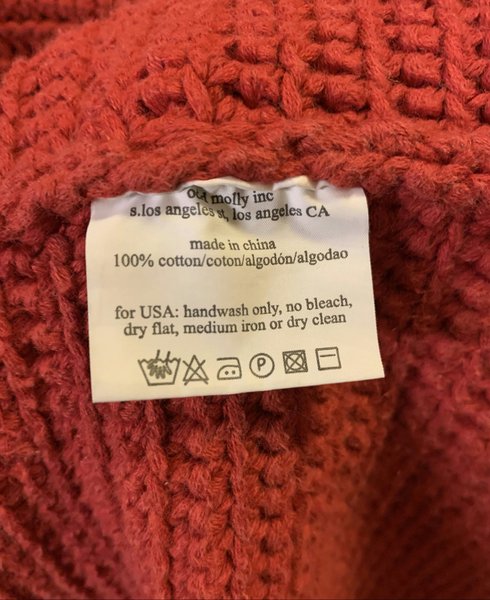 molly inc
s.los angeles st, los angeles CA
made in china
100% cotton/coton/algodón/algodao
for USA: handwash only, no bleach,
dry flat, medium iron or dry clean
P